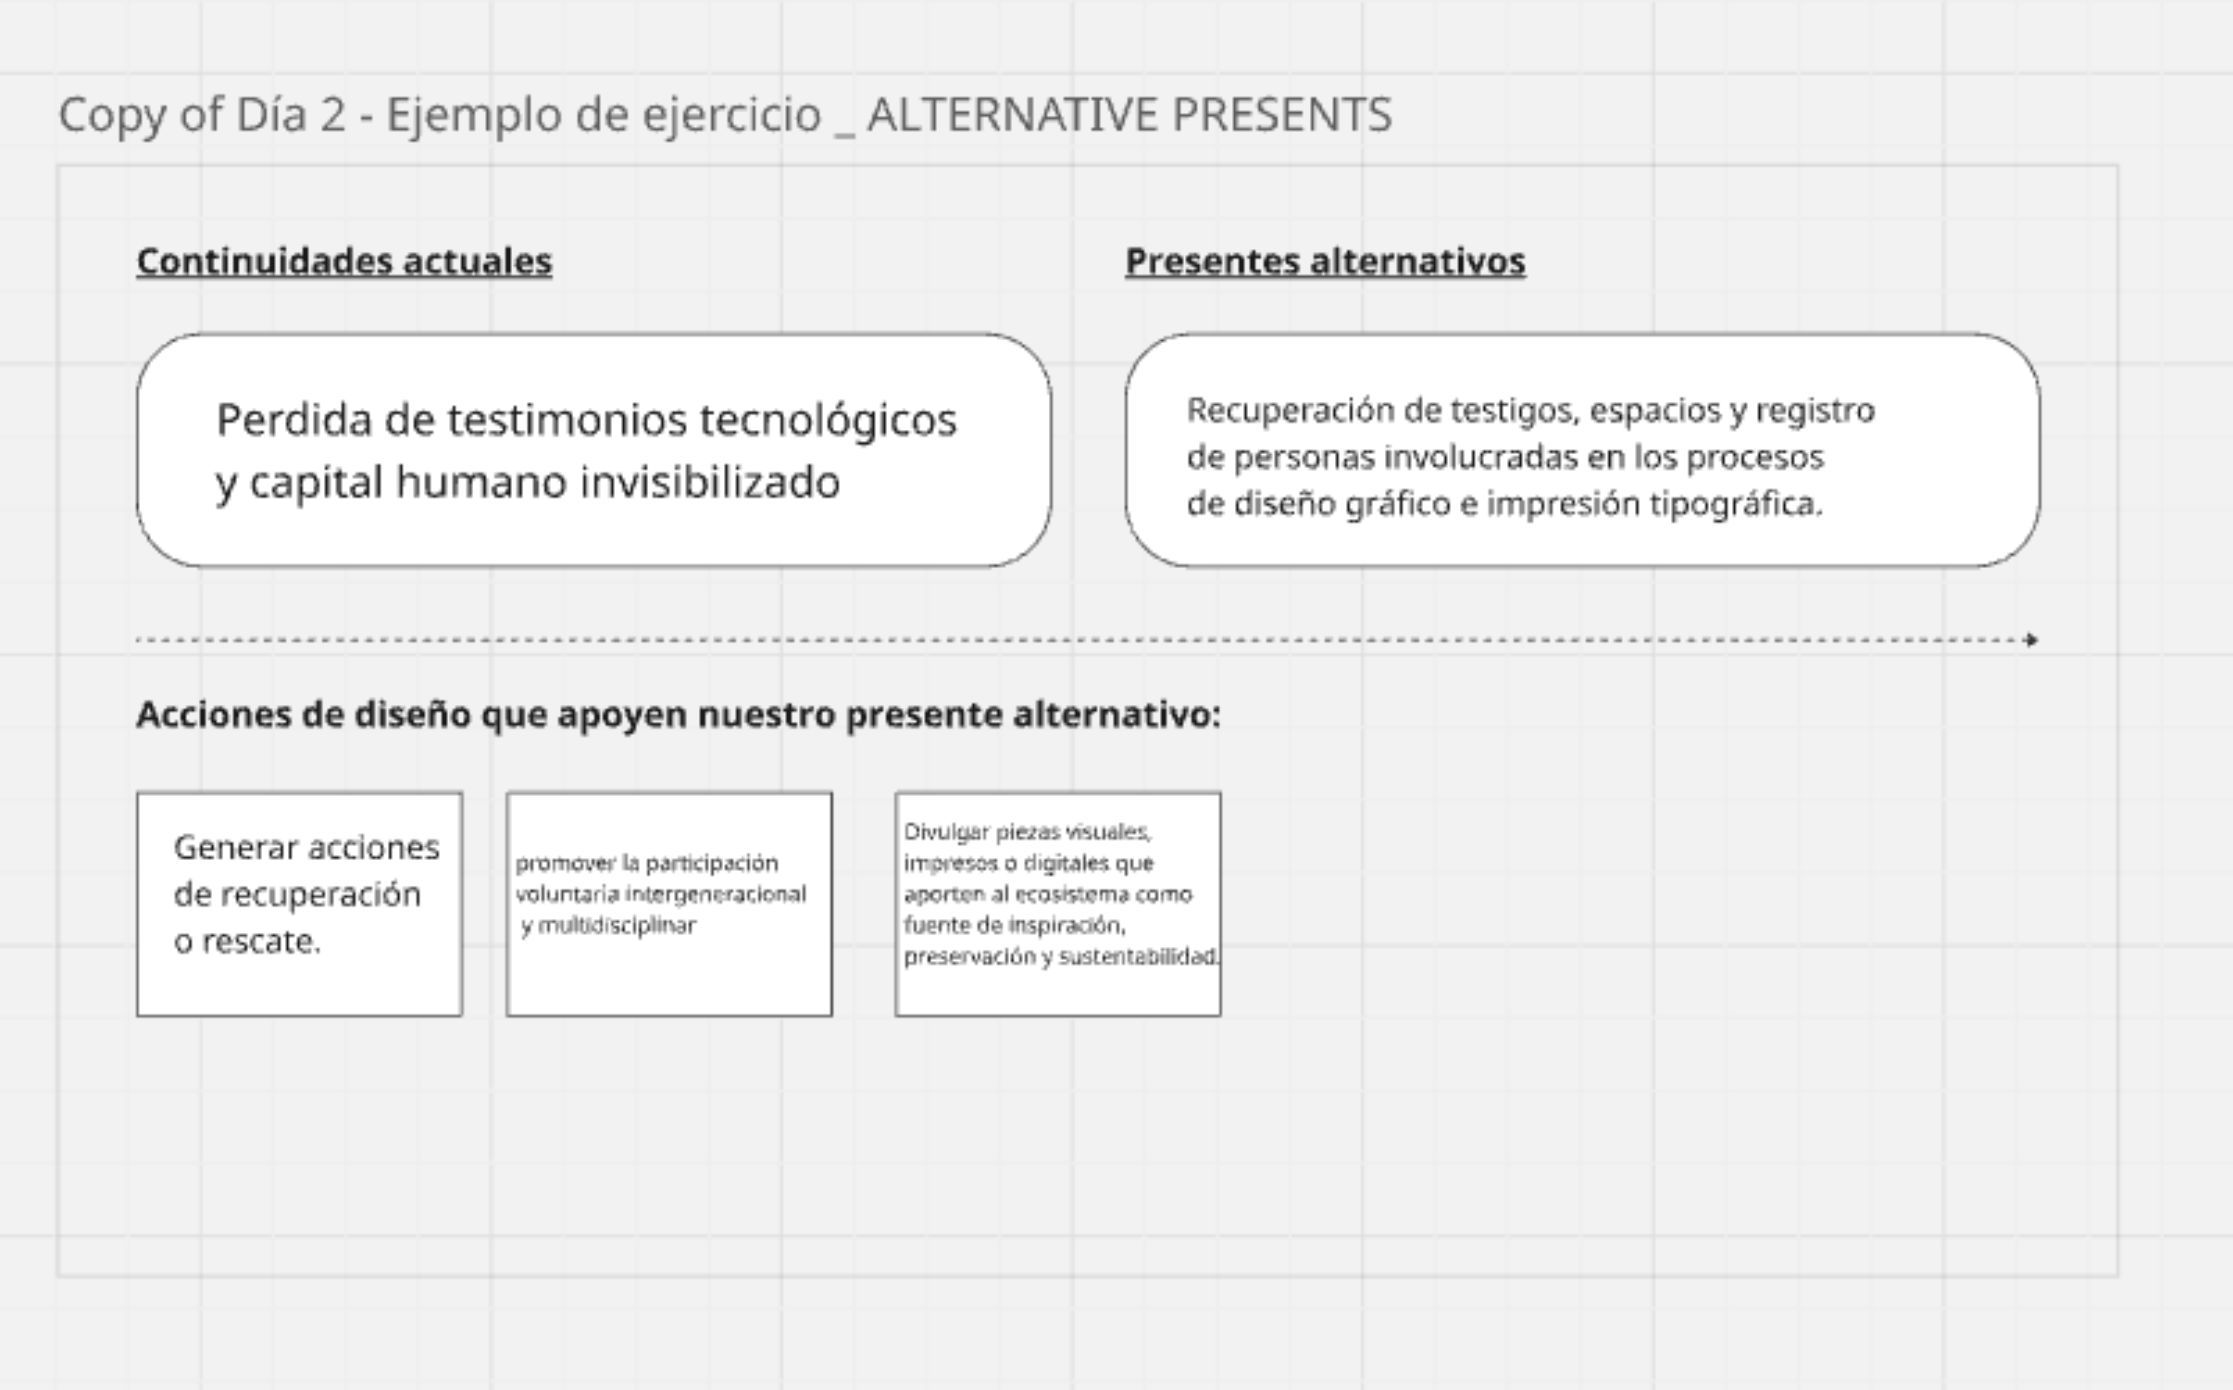 Copy of Día 2 - Ejemplo de ejercicio _ ALTERNATIVE PRESENTS
Continuidades actuales
Perdida de testimonios tecnológicos
y capital humano invisibilizado
Presentes alternativos
Recuperación de testigos, espacios y registro
de personas involucradas en los procesos
de diseño gráfico e impresión tipográfica.
Acciones de diseño que apoyen nuestro presente alternativo:
Generar acciones
de recuperación
o rescate.
promover la participación
voluntaria intergeneracional
y multidisciplinar
Divulgar piezas visuales,
impresos o digitales que
aporten al ecosistema como
fuente de inspiración,
preservación y sustentabilidad.